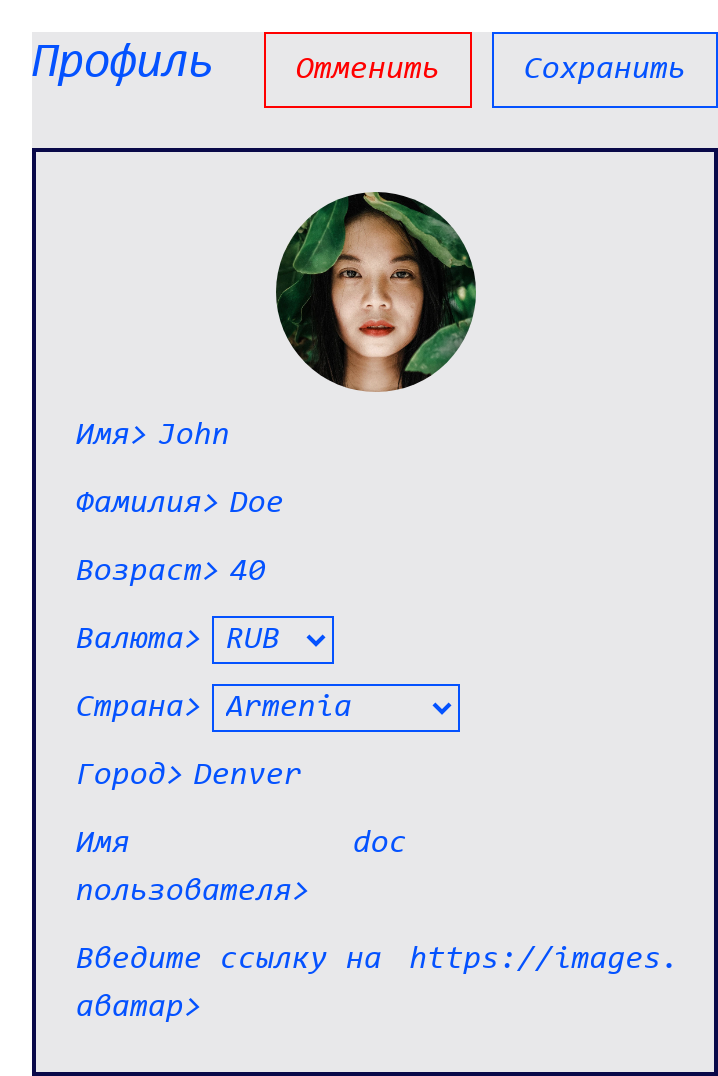 Профиль Отменить Сохранить
Имя> John
Фамилия> Doe
Возраст> 40
Валюта> RUB
Страна> Armenia
Город> Denver
Имя doc
пользователя>
Введите ссылку на https://images.
аватар>